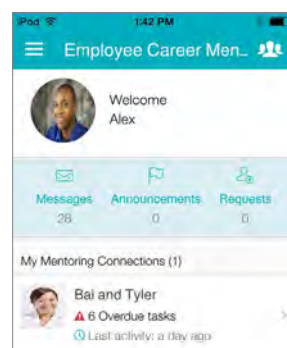 iPod 1:42 PM
Employee Career Men...
Welcome
Alex
Messages Announcements Requests
28 0 0
My Mentoring Connections (1)
Bai and Tyler
6 Overdue tasks
Last activity: a day ago